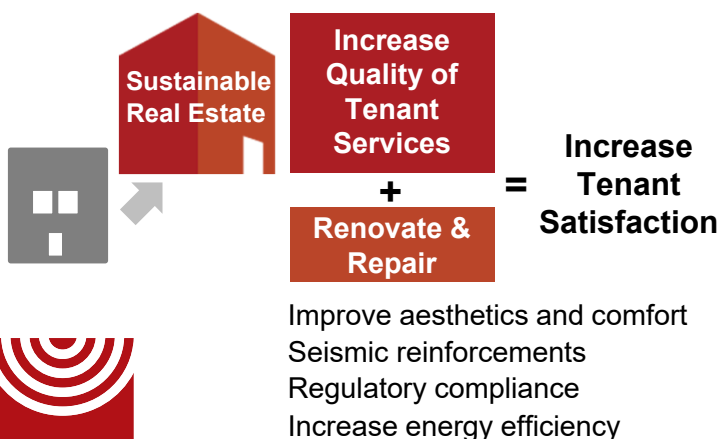 Sustainable
Real Estate
Increase
Quality of
Tenant
Services
+
Renovate &
Repair
=
Increase
Tenant
Satisfaction
Improve aesthetics and comfort
Seismic reinforcements
Regulatory compliance
Increase energy efficiency